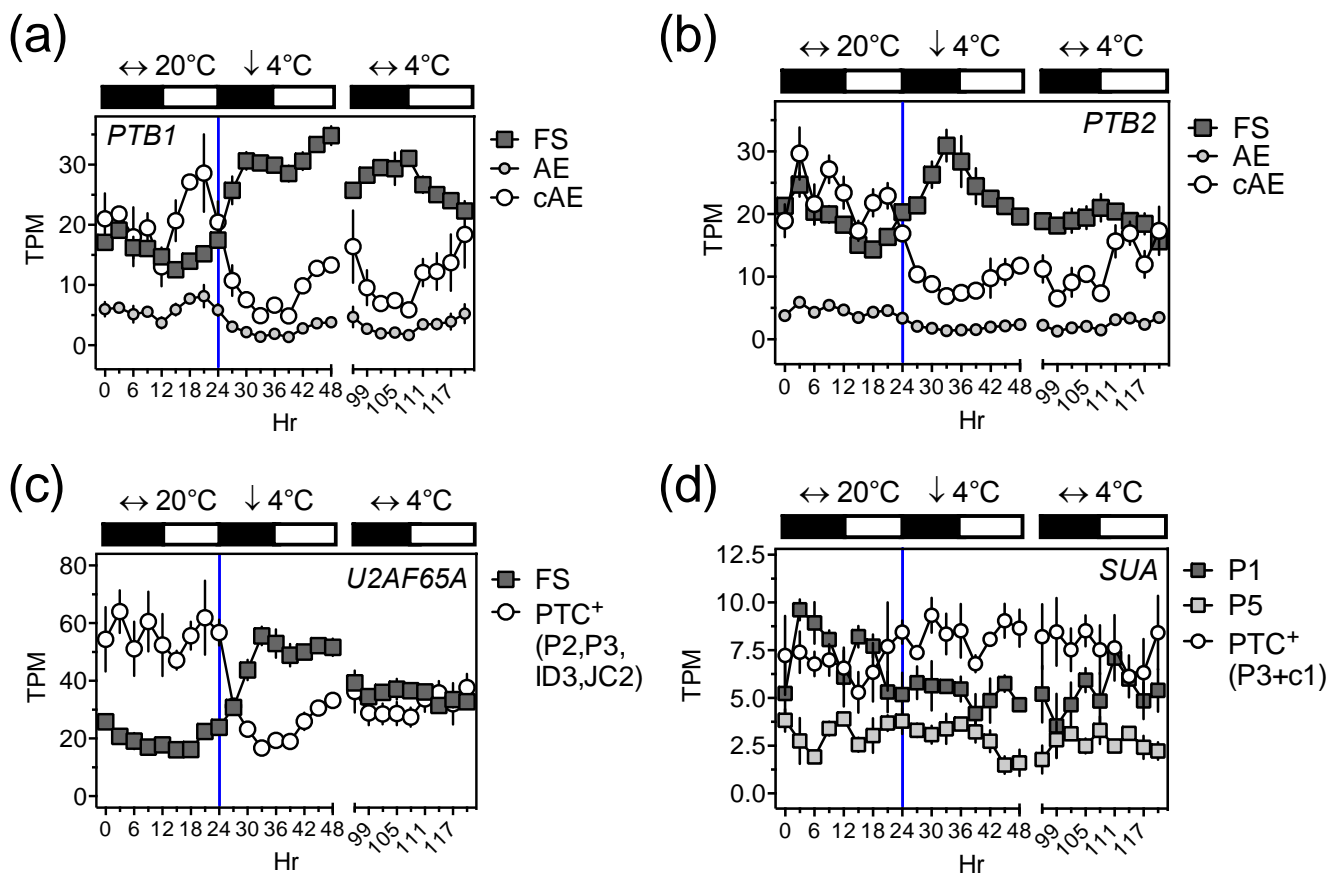 (a)
↔ 20°C ↓ 4°C ↔ 4°C
PTB1
FS
AE
cAE
TPM
30
20
10
0
0 6 12 18 24 30 36 42 48 99 105 111 117
Hr
(b)
↔ 20°C ↓ 4°C ↔ 4°C
PTB2
FS
AE
cAE
TPM
30
20
10
0
0 6 12 18 24 30 36 42 48 99 105 111 117
Hr
(c)
↔ 20°C ↓ 4°C ↔ 4°C
U2AF65A
FS
PTC⁺
(P2,P3,
ID3,JC2)
TPM
80
60
40
20
0
0 6 12 18 24 30 36 42 48 99 105 111 117
Hr
(d)
↔ 20°C ↓ 4°C ↔ 4°C
SUA
P1
P5
PTC⁺
(P3+c1)
TPM
12.5
10.0
7.5
5.0
2.5
0.0
0 6 12 18 24 30 36 42 48 99 105 111 117
Hr